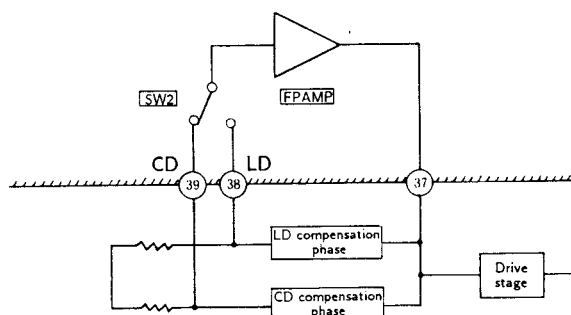 SW2
FPAMP
CD
LD
39
38
37
LD compensation
phase
CD compensation
phase
Drive
stage